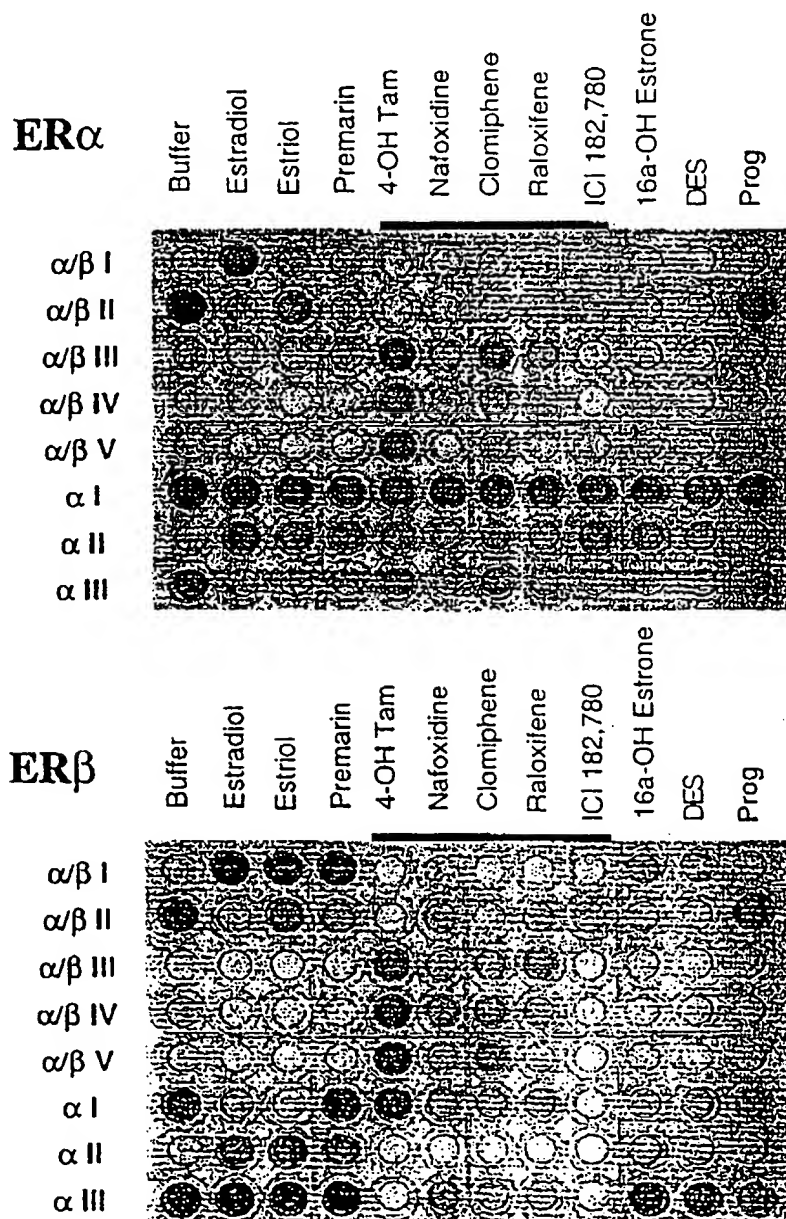 ERα
Buffer
Estradiol
Estriol
Premarin
4-OH Tam
Nafoxidine
Clomiphene
Raloxifene
ICI 182,780
16a-OH Estrone
DES
Prog
α/β I
α/β II
α/β III
α/β IV
α/β V
α I
α II
α III
ERβ
Buffer
Estradiol
Estriol
Premarin
4-OH Tam
Nafoxidine
Clomiphene
Raloxifene
ICI 182,780
16a-OH Estrone
DES
Prog
α/β I
α/β II
α/β III
α/β IV
α/β V
α I
α II
α III